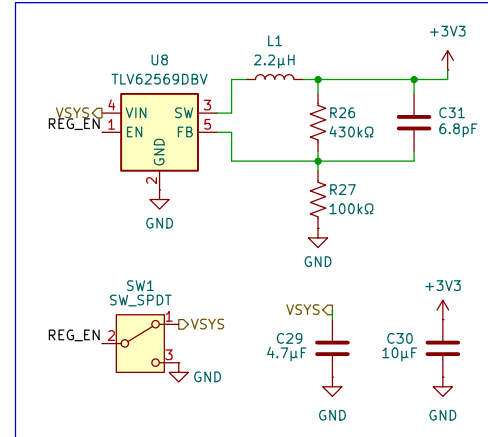 +3V3
U8
TLV62569DBV
L1
2.2µH
VSYS
4
VIN
SW
3
REG_EN
1
EN
FB
5
GND
2
GND
R26
430kΩ
C31
6.8pF
R27
100kΩ
GND
SW1
SW_SPDT
REG_EN
2
1
VSYS
3
GND
VSYS
C29
4.7µF
GND
+3V3
C30
10µF
GND